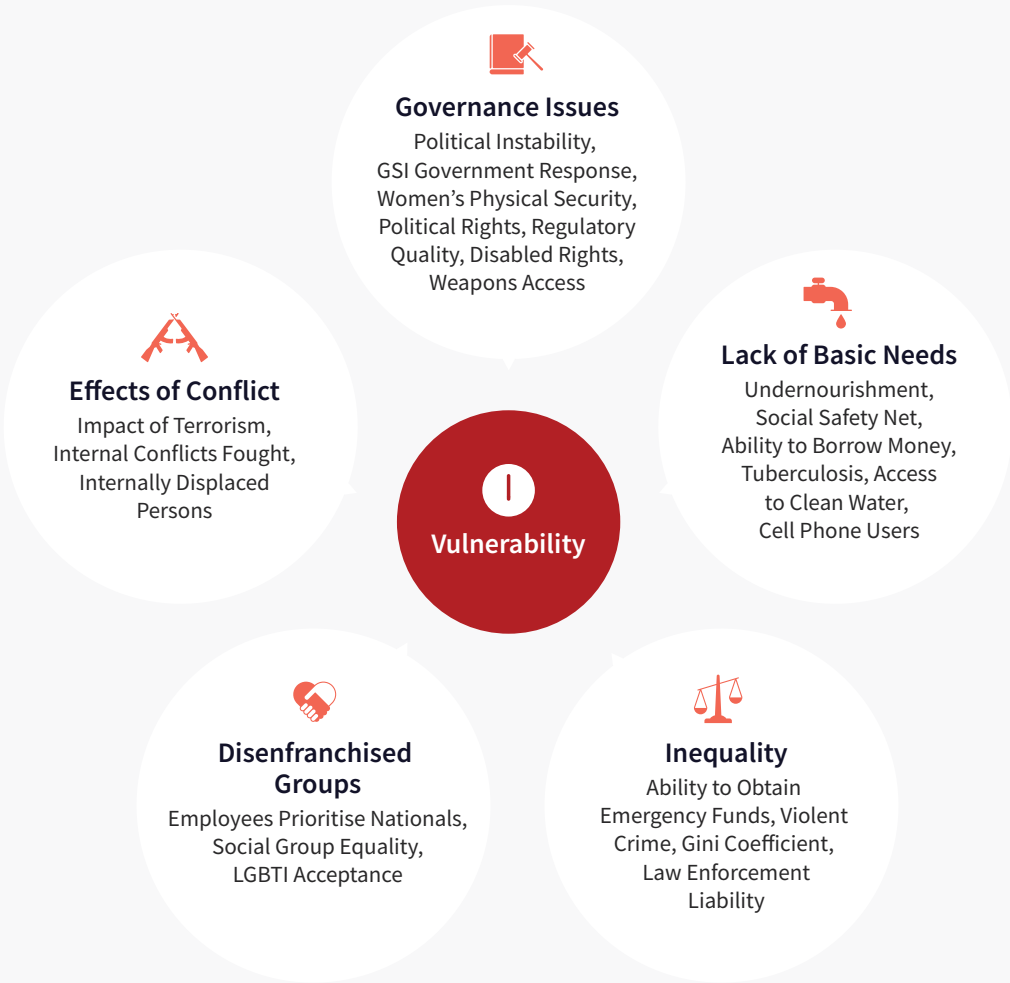 Governance Issues
Political Instability,
GSI Government Response,
Women’s Physical Security,
Political Rights, Regulatory
Quality, Disabled Rights,
Weapons Access
Lack of Basic Needs
Undernourishment,
Social Safety Net,
Ability to Borrow Money,
Tuberculosis, Access
to Clean Water,
Cell Phone Users
Effects of Conflict
Impact of Terrorism,
Internal Conflicts Fought,
Internally Displaced
Persons
Vulnerability
Disenfranchised
Groups
Employees Prioritise Nationals,
Social Group Equality,
LGBTI Acceptance
Inequality
Ability to Obtain
Emergency Funds, Violent
Crime, Gini Coefficient,
Law Enforcement
Liability